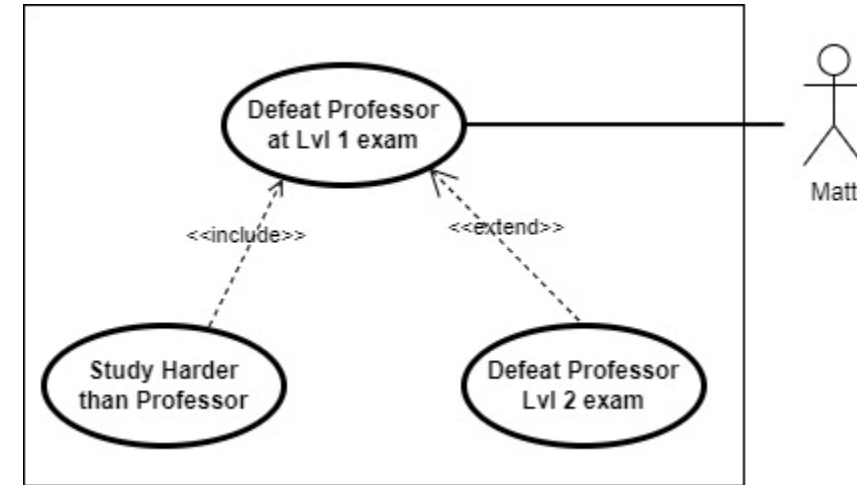 Defeat Professor
at Lvl 1 exam
Matt
<<include>>
<<extend>>
Study Harder
than Professor
Defeat Professor
Lvl 2 exam